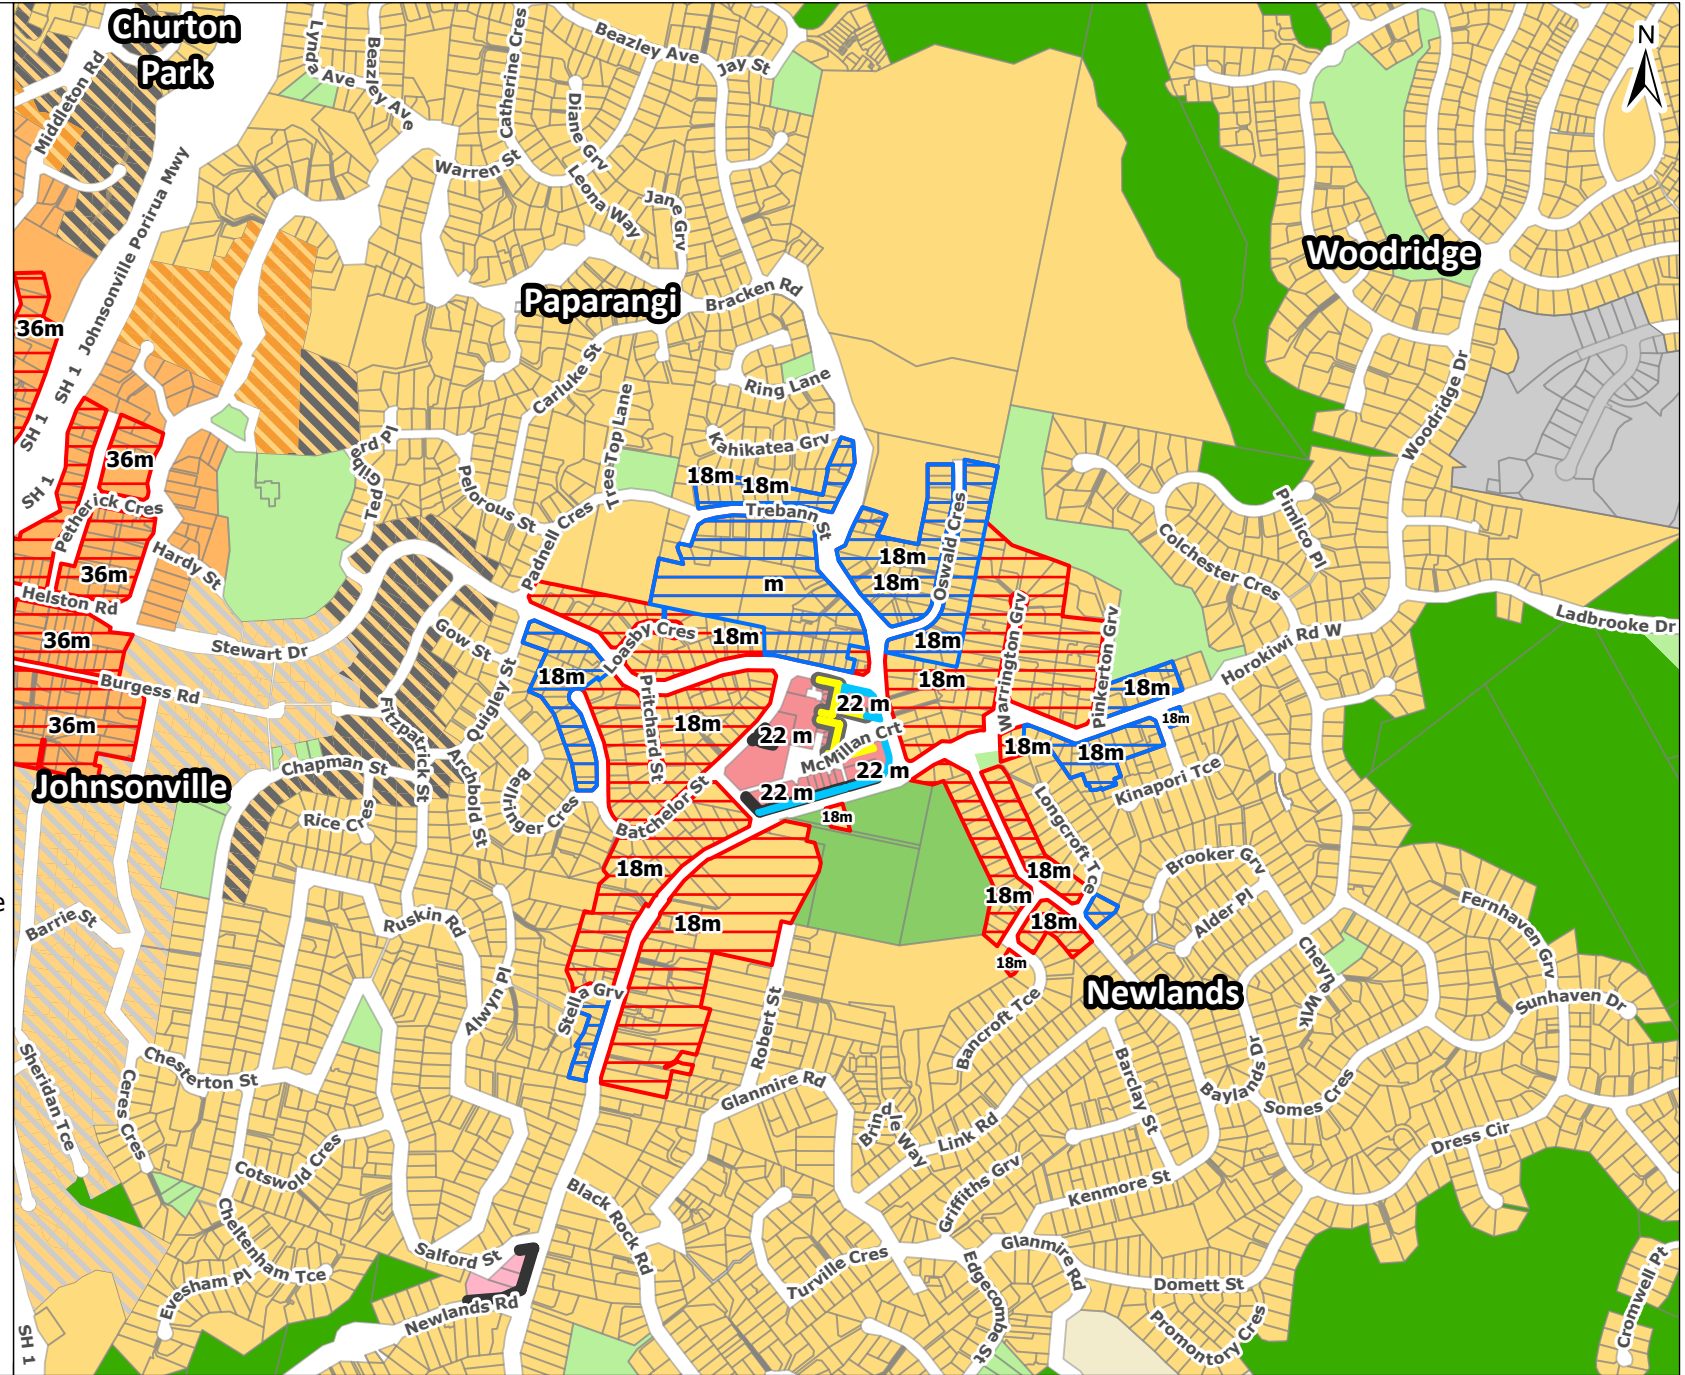 Churton
Park
Middleton Rd
Lynda Ave
Beazley Ave
Catherine Cres
Beazley Ave
Jay St
N
Diane Grv
Warren St
Leona Way
Jane Grv
Johnsonville Porirua Mwy
Woodridge
Paparangi
Bracken Rd
36m
SH 1
SH 1
SH 1
Carluke St
Ring Lane
Woodridge Dr
Tree Top Lane
Kahikatea Grv
36m
Gilberd Pl
Ted
Pelorous St
18m
18m
Trebann St
Petherick Cres
Padnell Cres
Oswald Cres
Pimlico Pl
Colchester Cres
Hardy St
36m
18m
18m
m
Helston Rd
36m
Stewart Dr
Gow St
Loasby Cres
18m
18m
Warrington Grv
Pinkerton Grv
Ladbrooke Dr
Horokiwi Rd W
Burgess Rd
Quigley St
18m
18m
18m
Pritchard St
22 m
18m
36m
Fitzpatrick St
18m
22 m
McMillan Crt
18m
18m
Johnsonville
Chapman St
Archbold St
Bellringer Cres
22 m
22 m
Kinapori Tce
Rice Cres
Batchelor St
18m
Longcroft Tce
18m
18m
Brooker Grv
18m
e
Barrie St
Ruskin Rd
18m
18m
Alder Pl
Fernhaven Grv
Cheyne Wlk
18m
Alwyn Pl
Stella Grv
Newlands
Sunhaven Dr
Robert St
Bancroft Tce
Sheridan Tce
Chesterton St
Ceres Cres
Glanmire Rd
Barclay St
Baylands Dr
Somes Cres
Brindle Way
Link Rd
Dress Cir
Cotswold Cres
Black Rock Rd
Griffiths Grv
Kenmore St
Cheltenham Tce
Salford St
Glanmire Rd
Turville Cres
Edgecombe St
Domett St
Evesham Pl
Newlands Rd
Promontory Cres
Cromwell Pt
SH 1